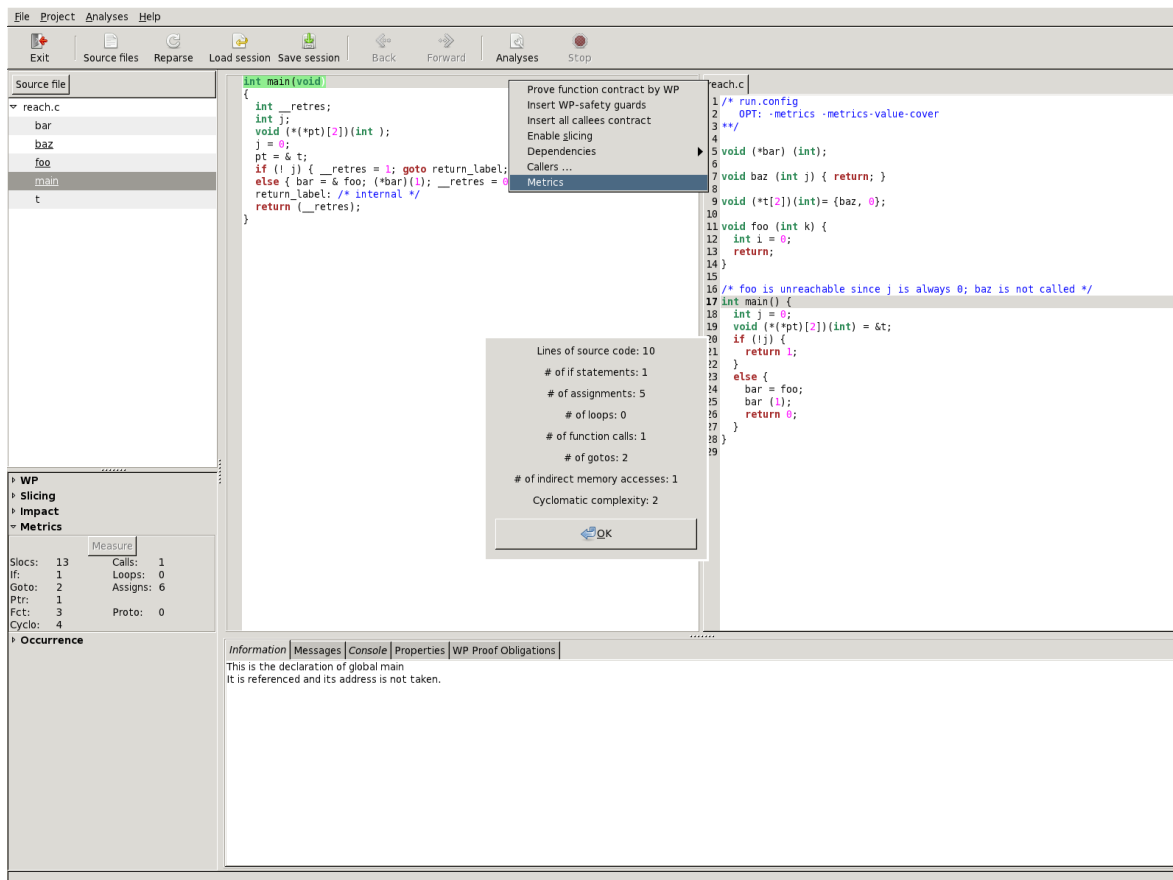 File Project Analyses Help
Exit Source files Reparse Load session Save session Back Forward Analyses Stop
Source file
reach.c
bar
baz
foo
main
t
WP
Slicing
Impact
Metrics
Measure
Slocs: 13 Calls: 1
If: 1 Loops: 0
Goto: 2 Assigns: 6
Ptr: 1
Fct: 3 Proto: 0
Cyclo: 4
Occurrence
int main(void)
{
int __retres;
int j;
void (*(*pt)[2])(int );
j = 0;
pt = & t;
if (! j) { __retres = 1; goto return_label;
else { bar = & foo; (*bar)(1); __retres = 0
return_label: /* internal */
return (__retres);
}
Prove function contract by WP
Insert WP-safety guards
Insert all callees contract
Enable slicing
Dependencies
Callers ...
Metrics
Lines of source code: 10
# of if statements: 1
# of assignments: 5
# of loops: 0
# of function calls: 1
# of gotos: 2
# of indirect memory accesses: 1
Cyclomatic complexity: 2
OK
reach.c
1 /* run.config
2 OPT: -metrics -metrics-value-cover
3 **/
4
5 void (*bar) (int);
7 void baz (int j) { return; }
8
9 void (*t[2])(int)= {baz, 0};
10
11 void foo (int k) {
12 int i = 0;
13 return;
14 }
15
16 /* foo is unreachable since j is always 0; baz is not called */
17 int main() {
18 int j = 0;
19 void (*(*pt)[2])(int) = &t;
20 if (!j) {
21 return 1;
22 }
23 else {
24 bar = foo;
25 bar (1);
26 return 0;
27 }
28 }
29
Information Messages Console Properties WP Proof Obligations
This is the declaration of global main
It is referenced and its address is not taken.